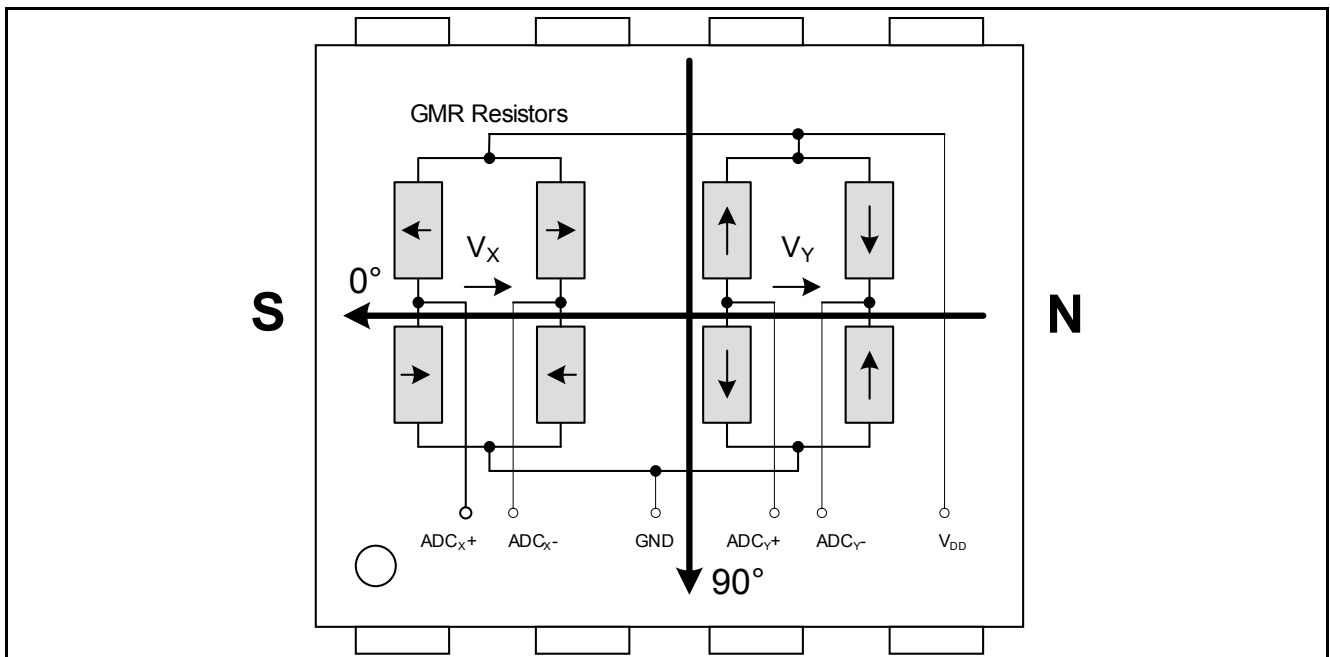 GMR Resistors
V_X
V_Y
0°
S
N
ADC_X+ ADC_X- GND ADC_Y+ ADC_Y- V_DD
90°